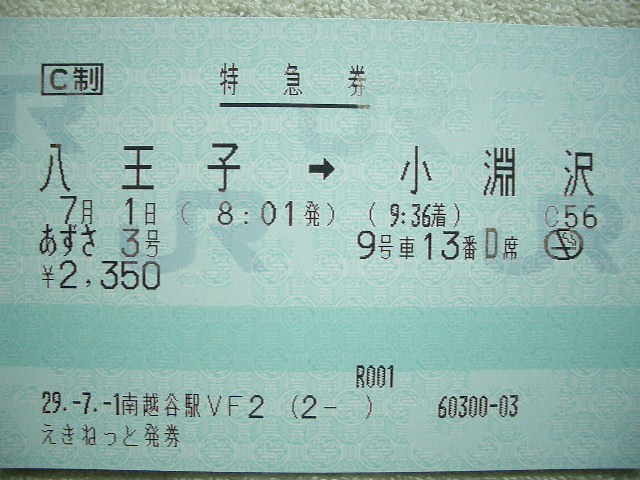 C制
特急券
八王子 → 小淵沢
7月 1日 ( 8:01発) ( 9:36着) C56
あずさ 3号 9号車13番D席
¥2,350
R001
29.-7.-1南越谷駅VF2 (2- ) 60300-03
えきねっと発券